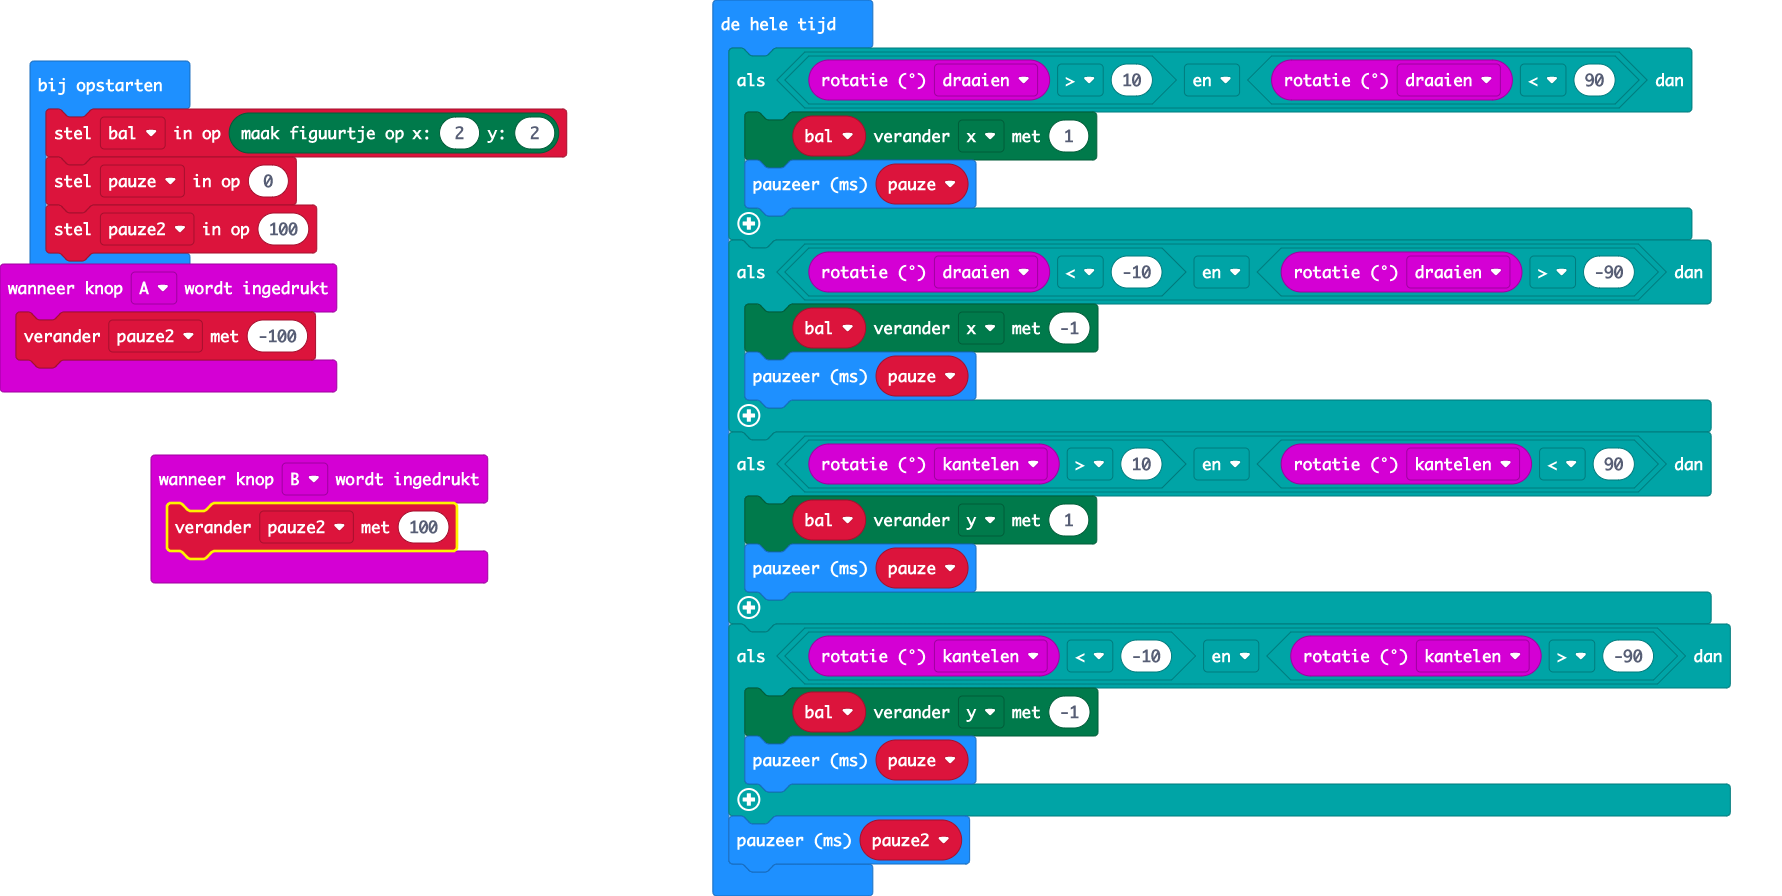 bij opstarten
stel bal in op maak figuurtje op x: 2 y: 2
stel pauze in op 0
stel pauze2 in op 100
wanneer knop A wordt ingedrukt
verander pauze2 met -100
wanneer knop B wordt ingedrukt
verander pauze2 met 100
de hele tijd
als rotatie (°) draaien > 10 en rotatie (°) draaien < 90 dan
bal verander x met 1
pauzeer (ms) pauze
als rotatie (°) draaien < -10 en rotatie (°) draaien > -90 dan
bal verander x met -1
pauzeer (ms) pauze
als rotatie (°) kantelen > 10 en rotatie (°) kantelen < 90 dan
bal verander y met 1
pauzeer (ms) pauze
als rotatie (°) kantelen < -10 en rotatie (°) kantelen > -90 dan
bal verander y met -1
pauzeer (ms) pauze
pauzeer (ms) pauze2